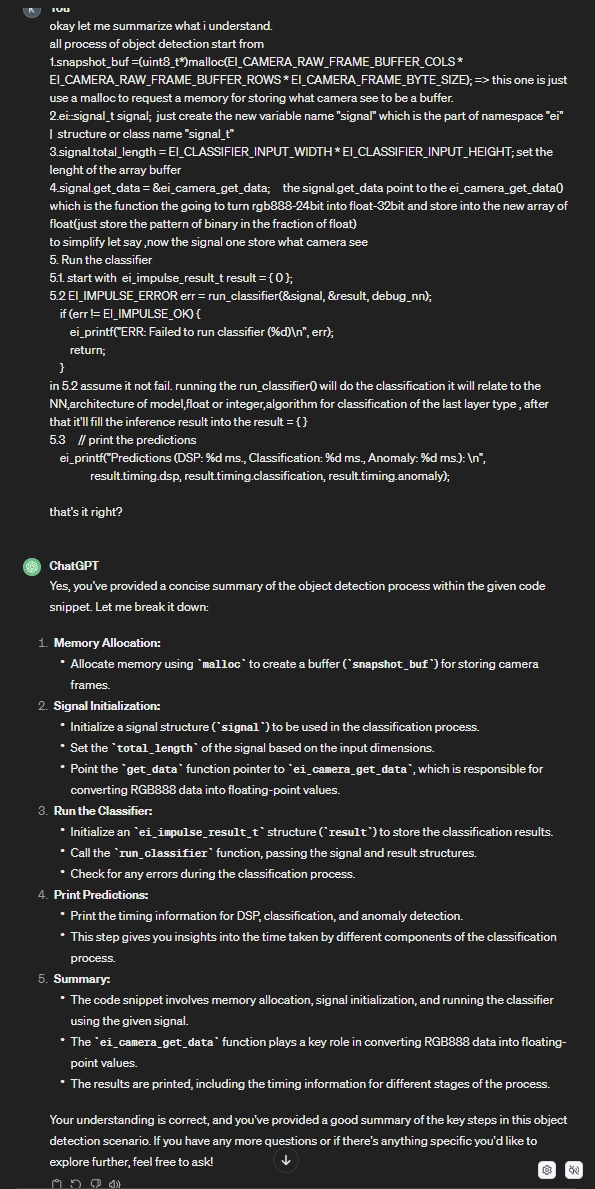 K You
okay let me summarize what i understand.
all process of object detection start from
1.snapshot_buf =(uint8_t*)malloc(EI_CAMERA_RAW_FRAME_BUFFER_COLS *
EI_CAMERA_RAW_FRAME_BUFFER_ROWS * EI_CAMERA_FRAME_BYTE_SIZE); => this one is just
use a malloc to request a memory for storing what camera see to be a buffer.
2.ei::signal_t signal;  just create the new variable name "signal" which is the part of namespace "ei"
|  structure or class name "signal_t"
3.signal.total_length = EI_CLASSIFIER_INPUT_WIDTH * EI_CLASSIFIER_INPUT_HEIGHT; set the
lenght of the array buffer
4.signal.get_data = &ei_camera_get_data;    the signal.get_data point to the ei_camera_get_data()
which is the function the going to turn rgb888-24bit into float-32bit and store into the new array of
float(just store the pattern of binary in the fraction of float)
to simplify let say ,now the signal one store what camera see
5. Run the classifier
5.1. start with  ei_impulse_result_t result = { 0 };
5.2 EI_IMPULSE_ERROR err = run_classifier(&signal, &result, debug_nn);
if (err != EI_IMPULSE_OK) {
ei_printf("ERR: Failed to run classifier (%d)\n", err);
return;
}
in 5.2 assume it not fail. running the run_classifier() will do the classification it will relate to the
NN,architecture of model,float or integer,algorithm for classification of the last layer type , after
that it'll fill the inference result into the result = { }
5.3    // print the predictions
ei_printf("Predictions (DSP: %d ms., Classification: %d ms., Anomaly: %d ms.): \n",
result.timing.dsp, result.timing.classification, result.timing.anomaly);
that's it right?
ChatGPT
Yes, you've provided a concise summary of the object detection process within the given code
snippet. Let me break it down:
1. Memory Allocation:
• Allocate memory using `malloc` to create a buffer (`snapshot_buf`) for storing camera
frames.
2. Signal Initialization:
• Initialize a signal structure (`signal`) to be used in the classification process.
• Set the `total_length` of the signal based on the input dimensions.
• Point the `get_data` function pointer to `ei_camera_get_data`, which is responsible for
converting RGB888 data into floating-point values.
3. Run the Classifier:
• Initialize an `ei_impulse_result_t` structure (`result`) to store the classification results.
• Call the `run_classifier` function, passing the signal and result structures.
• Check for any errors during the classification process.
4. Print Predictions:
• Print the timing information for DSP, classification, and anomaly detection.
• This step gives you insights into the time taken by different components of the classification
process.
5. Summary:
• The code snippet involves memory allocation, signal initialization, and running the classifier
using the given signal.
• The `ei_camera_get_data` function plays a key role in converting RGB888 data into floating-
point values.
• The results are printed, including the timing information for different stages of the process.
Your understanding is correct, and you've provided a good summary of the key steps in this object
detection scenario. If you have any more questions or if there's anything specific you'd like to
explore further, feel free to ask!